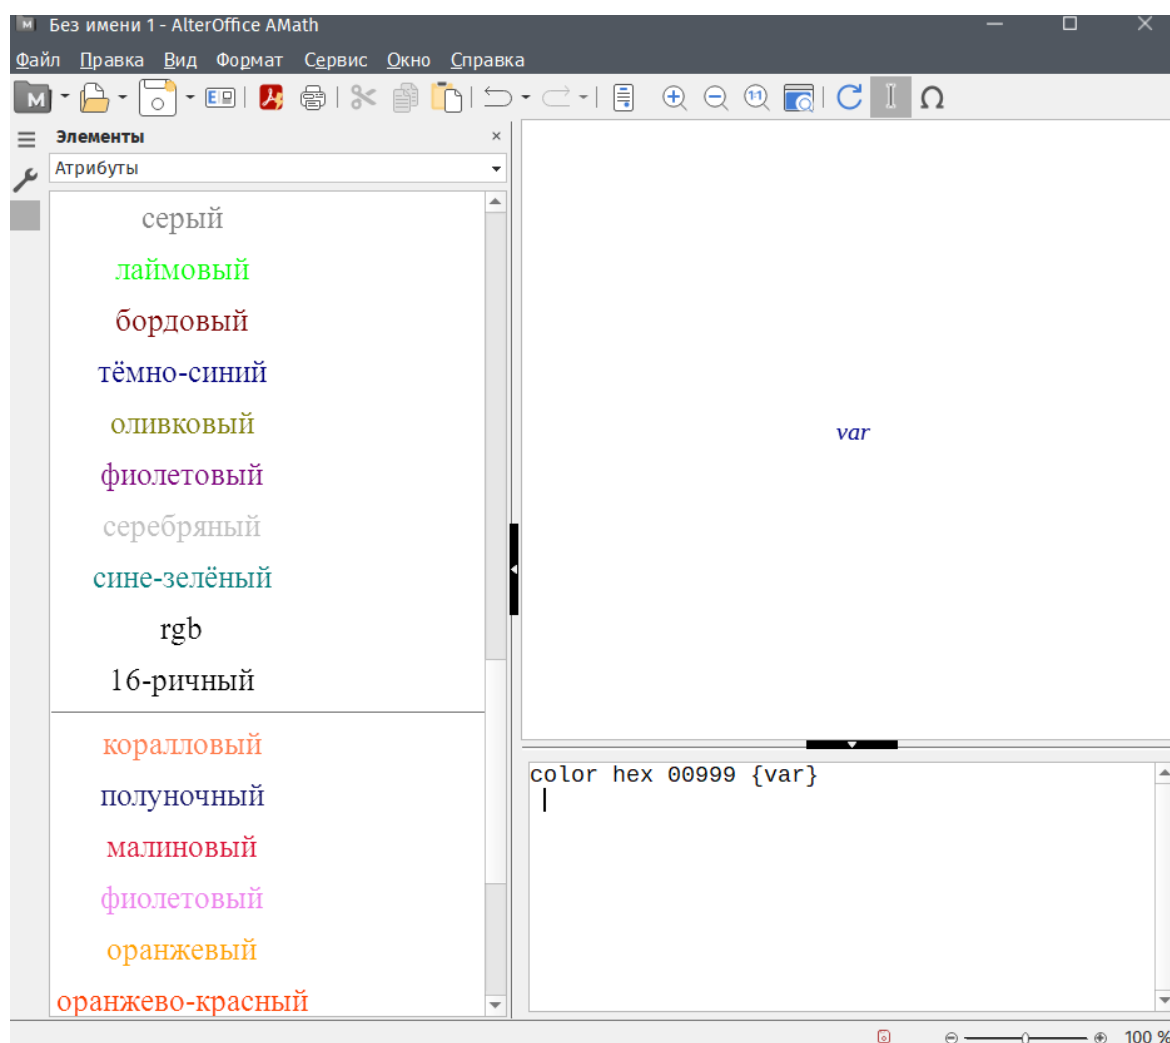 M Без имени 1 - AlterOffice AMath
Файл Правка Вид Формат Сервис Окно Справка
M 11 Ω
Элементы
Атрибуты
серый
лаймовый
бордовый
тёмно-синий
оливковый
фиолетовый
серебряный
сине-зелёный
rgb
16-ричный
коралловый
полуночный
малиновый
фиолетовый
оранжевый
оранжево-красный
var
color hex 00999 {var}
100 %